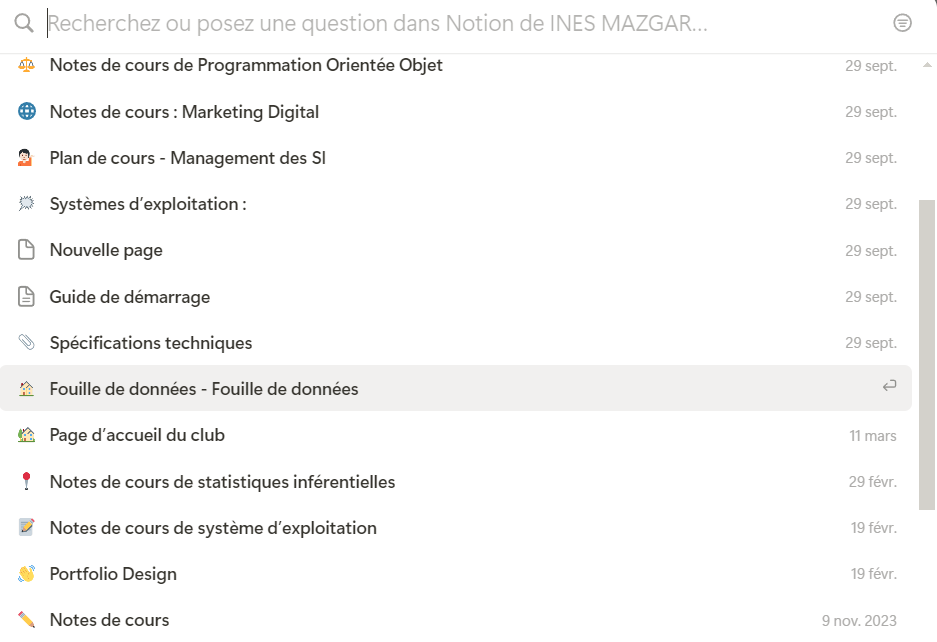 Recherchez ou posez une question dans Notion de INES MAZGAR...
Notes de cours de Programmation Orientée Objet 29 sept.
Notes de cours : Marketing Digital 29 sept.
Plan de cours - Management des SI 29 sept.
Systèmes d’exploitation : 29 sept.
Nouvelle page 29 sept.
Guide de démarrage 29 sept.
Spécifications techniques 29 sept.
Fouille de données - Fouille de données
Page d’accueil du club 11 mars
Notes de cours de statistiques inférentielles 29 févr.
Notes de cours de système d’exploitation 19 févr.
Portfolio Design 19 févr.
Notes de cours 9 nov. 2023